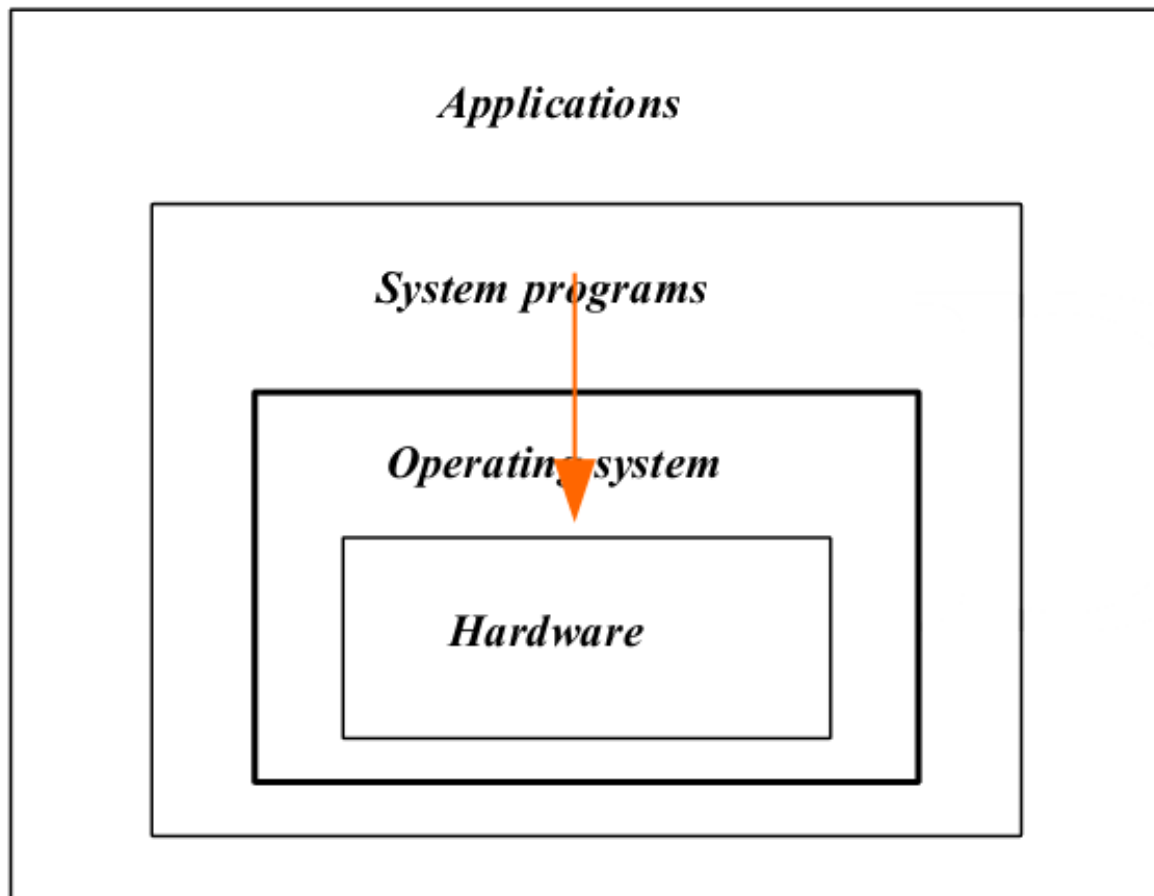 Applications
System programs
Operating system
Hardware